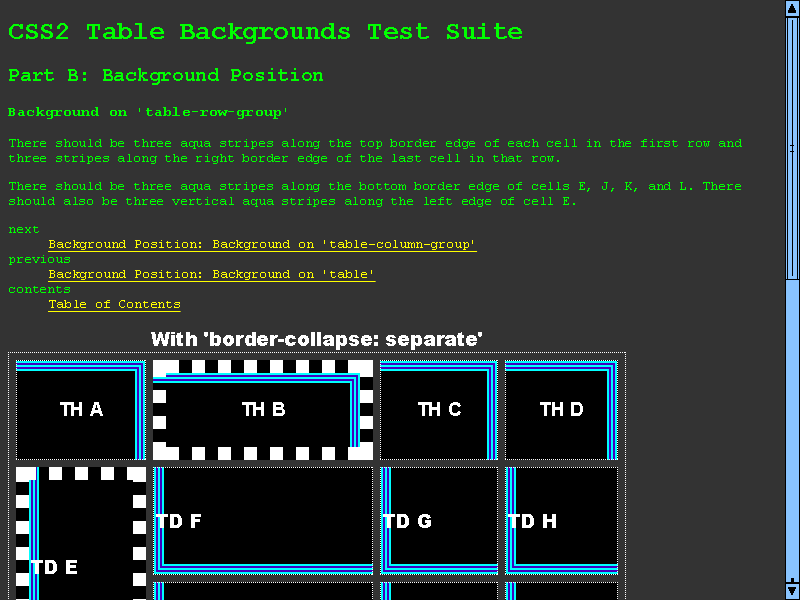 CSS2 Table Backgrounds Test Suite
Part B: Background Position
Background on 'table-row-group'
There should be three aqua stripes along the top border edge of each cell in the first row and
three stripes along the right border edge of the last cell in that row.
There should be three aqua stripes along the bottom border edge of cells E, J, K, and L. There
should also be three vertical aqua stripes along the left edge of cell E.
next
Background Position: Background on 'table-column-group'
previous
Background Position: Background on 'table'
contents
Table of Contents
With 'border-collapse: separate'
TH A TH B TH C TH D
TD F TD G TD H
TD E